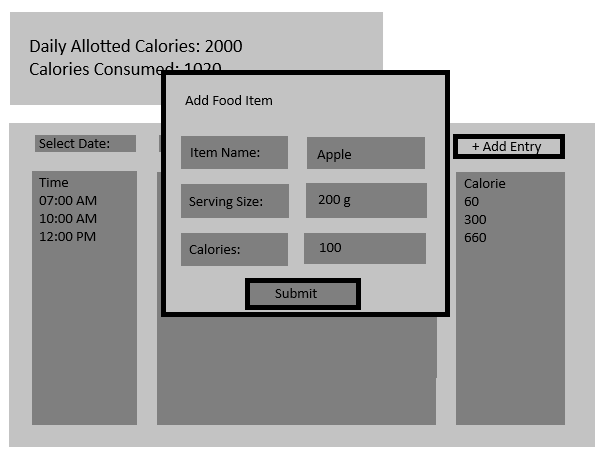 Daily Allotted Calories: 2000
Calories Consumed: 1020
Add Food Item
Item Name: Apple
Serving Size: 200 g
Calories: 100
Submit
Select Date:
+ Add Entry
Time
07:00 AM
10:00 AM
12:00 PM
Calorie
60
300
660